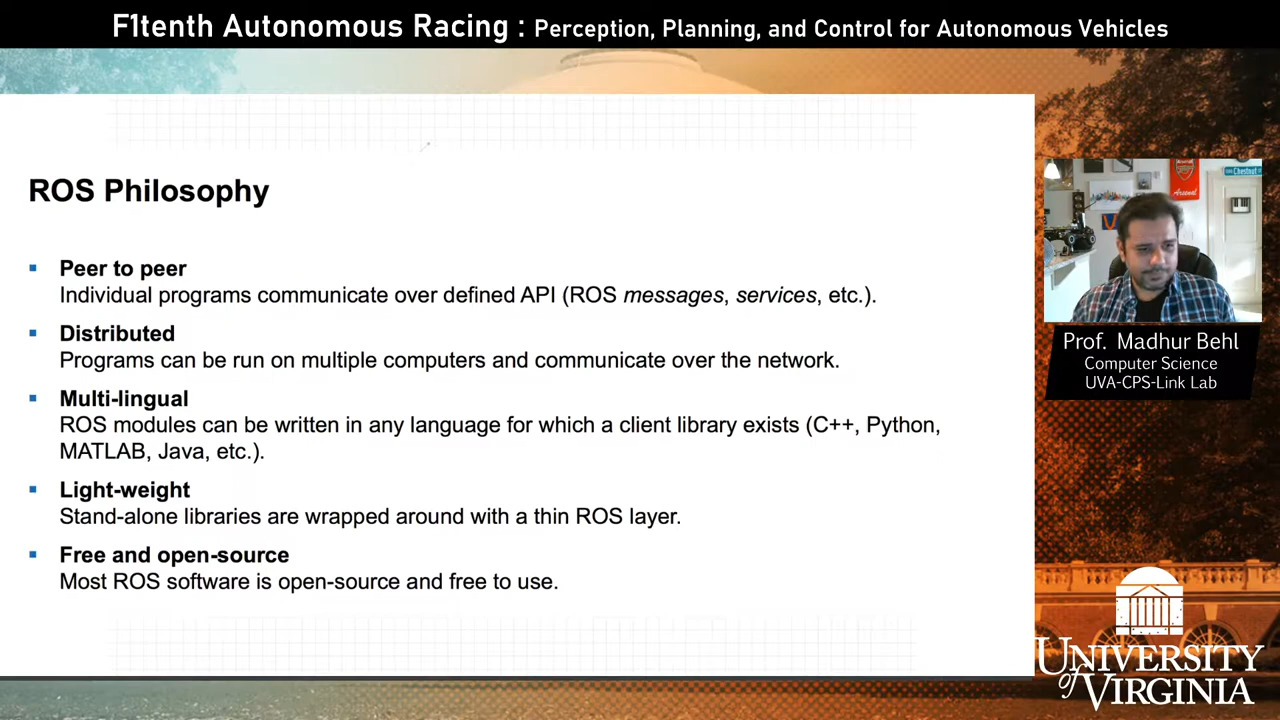 F1tenth Autonomous Racing : Perception, Planning, and Control for Autonomous Vehicles
ROS Philosophy
Peer to peer
Individual programs communicate over defined API (ROS messages, services, etc.).
Distributed
Programs can be run on multiple computers and communicate over the network.
Multi-lingual
ROS modules can be written in any language for which a client library exists (C++, Python,
MATLAB, Java, etc.).
Light-weight
Stand-alone libraries are wrapped around with a thin ROS layer.
Free and open-source
Most ROS software is open-source and free to use.
Arsenal
Chestnut
Prof. Madhur Behl
Computer Science
UVA-CPS-Link Lab
UNIVERSITY
of VIRGINIA